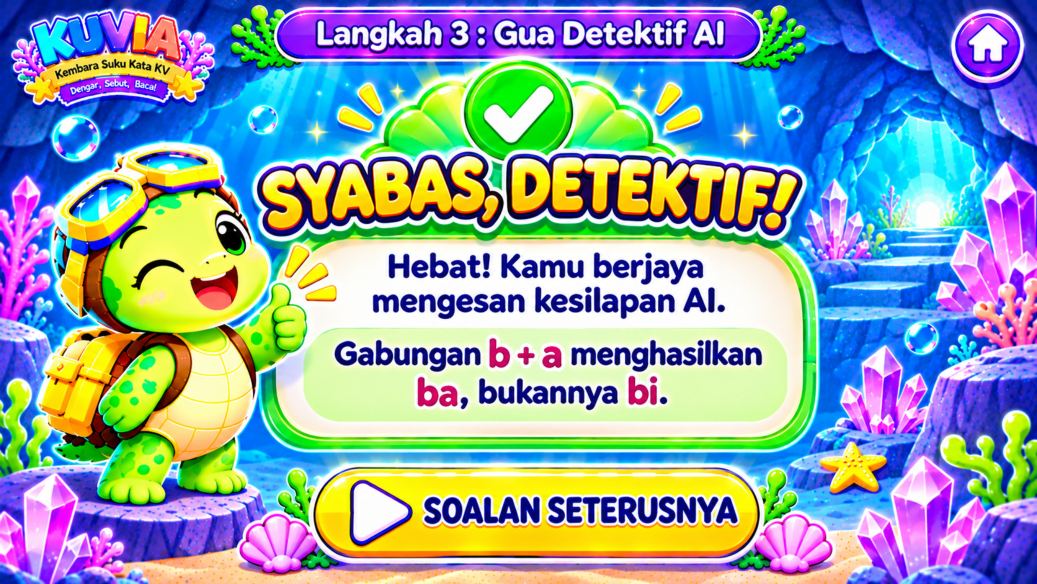 KUVIA
Kembara Suku Kata KV
Dengar, Sebut, Baca!
Langkah 3 : Gua Detektif AI
SYABAS, DETEKTIF!
Hebat! Kamu berjaya
mengesan kesilapan AI.
Gabungan b + a menghasilkan
ba, bukannya bi.
SOALAN SETERUSNYA